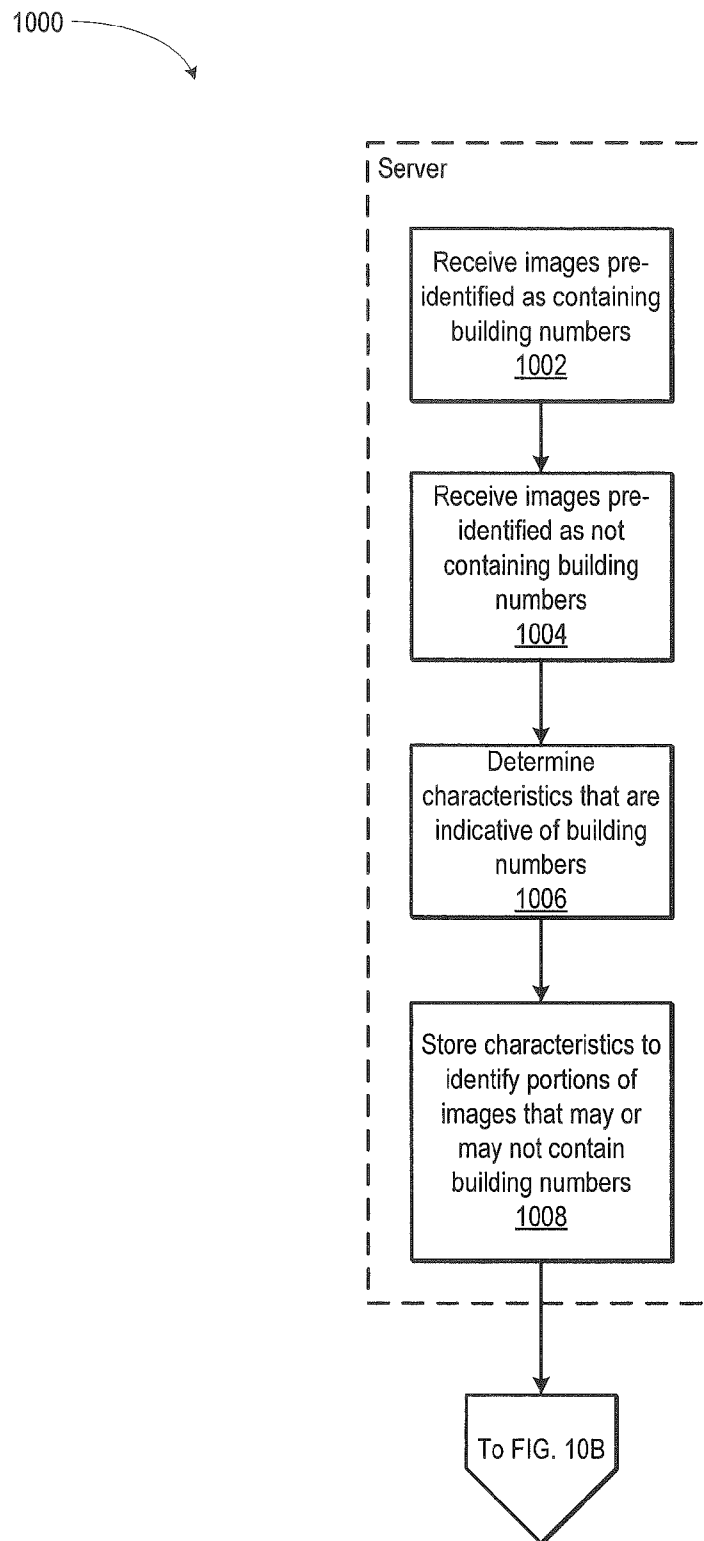 1000
Server
Receive images pre-
identified as containing
building numbers
1002
Receive images pre-
identified as not
containing building
numbers
1004
Determine
characteristics that are
indicative of building
numbers
1006
Store characteristics to
identify portions of
images that may or
may not contain
building numbers
1008
To FIG. 10B